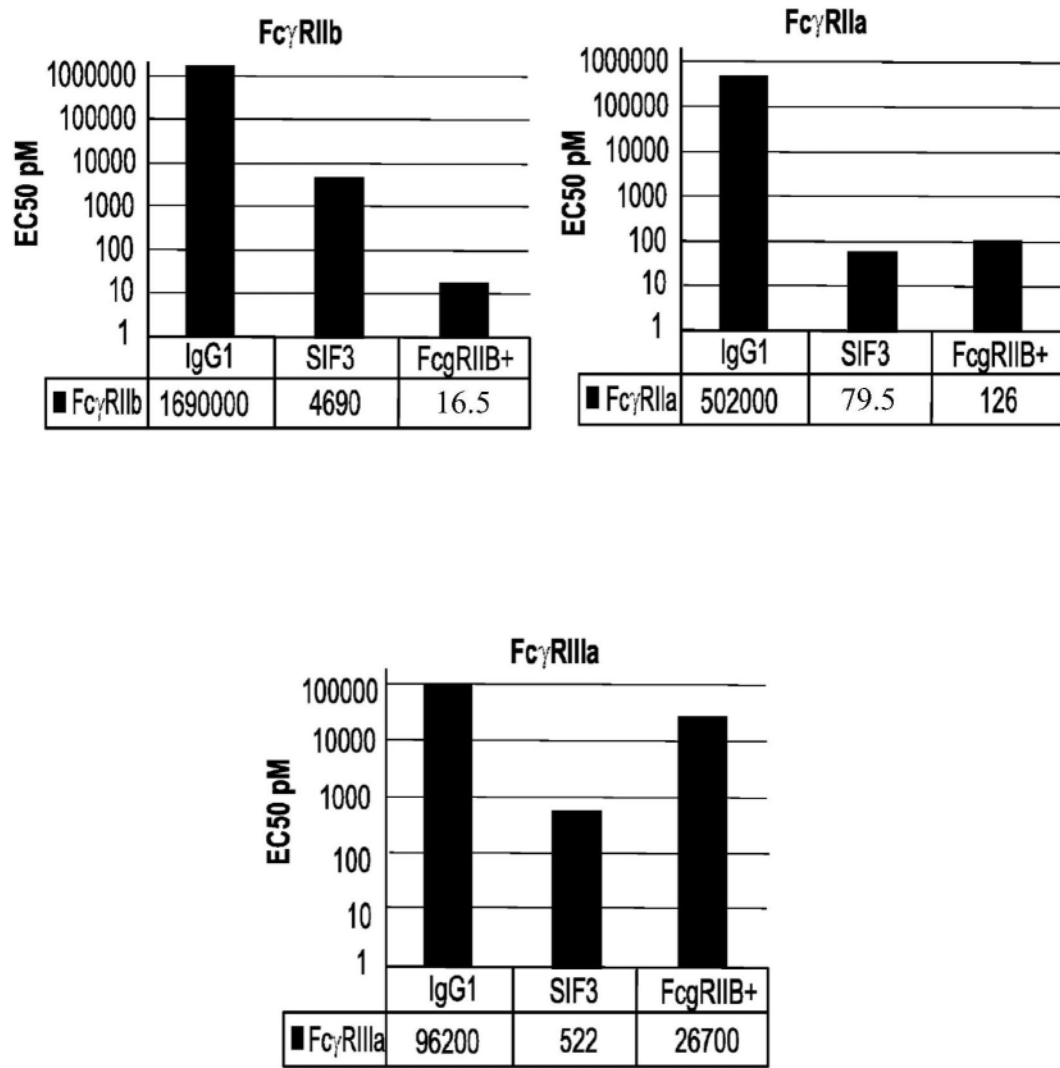 FcγRIIb
EC50 pM
1000000
100000
10000
1000
100
10
1
IgG1 SIF3 FcgRIIB+
FcγRIIb 1690000 4690 16.5
FcγRIIa
EC50 pM
1000000
100000
10000
1000
100
10
1
IgG1 SIF3 FcgRIIB+
FcγRIIa 502000 79.5 126
FcγRIIIa
EC50 pM
100000
10000
1000
100
10
1
IgG1 SIF3 FcgRIIB+
FcγRIIIa 96200 522 26700